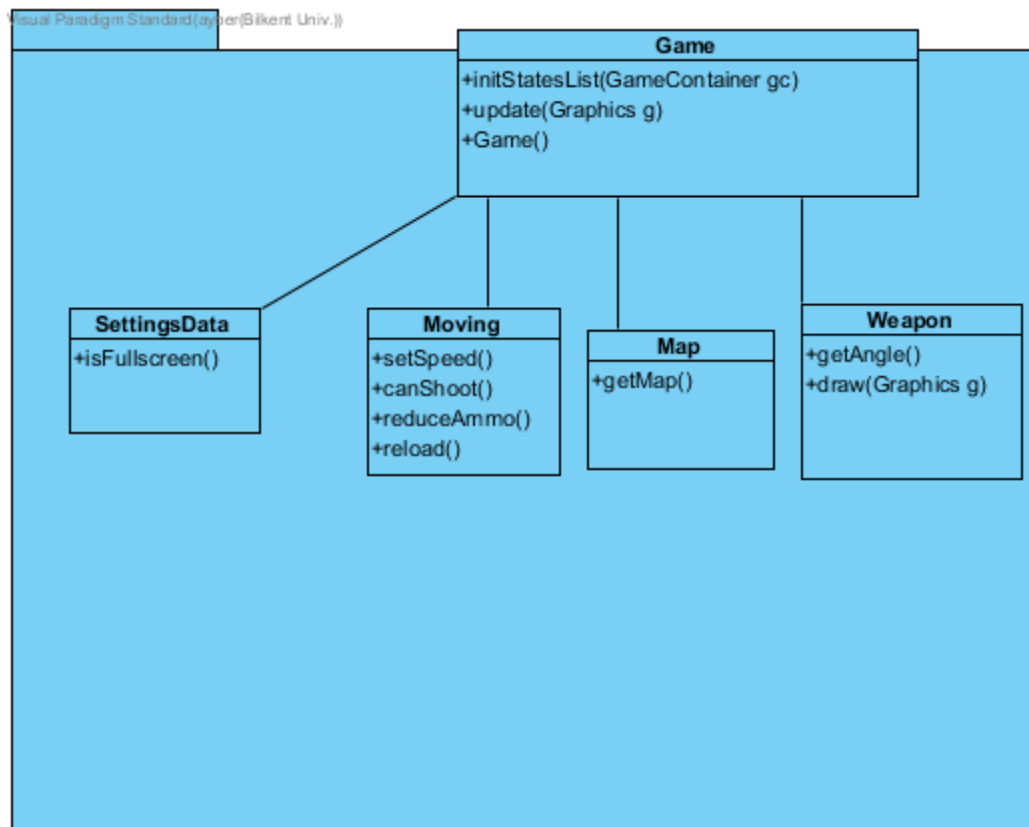 Visual Paradigm Standard(ayber(Bilkent Univ.))
Game
+initStatesList(GameContainer gc)
+update(Graphics g)
+Game()
SettingsData
+isFullscreen()
Moving
+setSpeed()
+canShoot()
+reduceAmmo()
+reload()
Map
+getMap()
Weapon
+getAngle()
+draw(Graphics g)